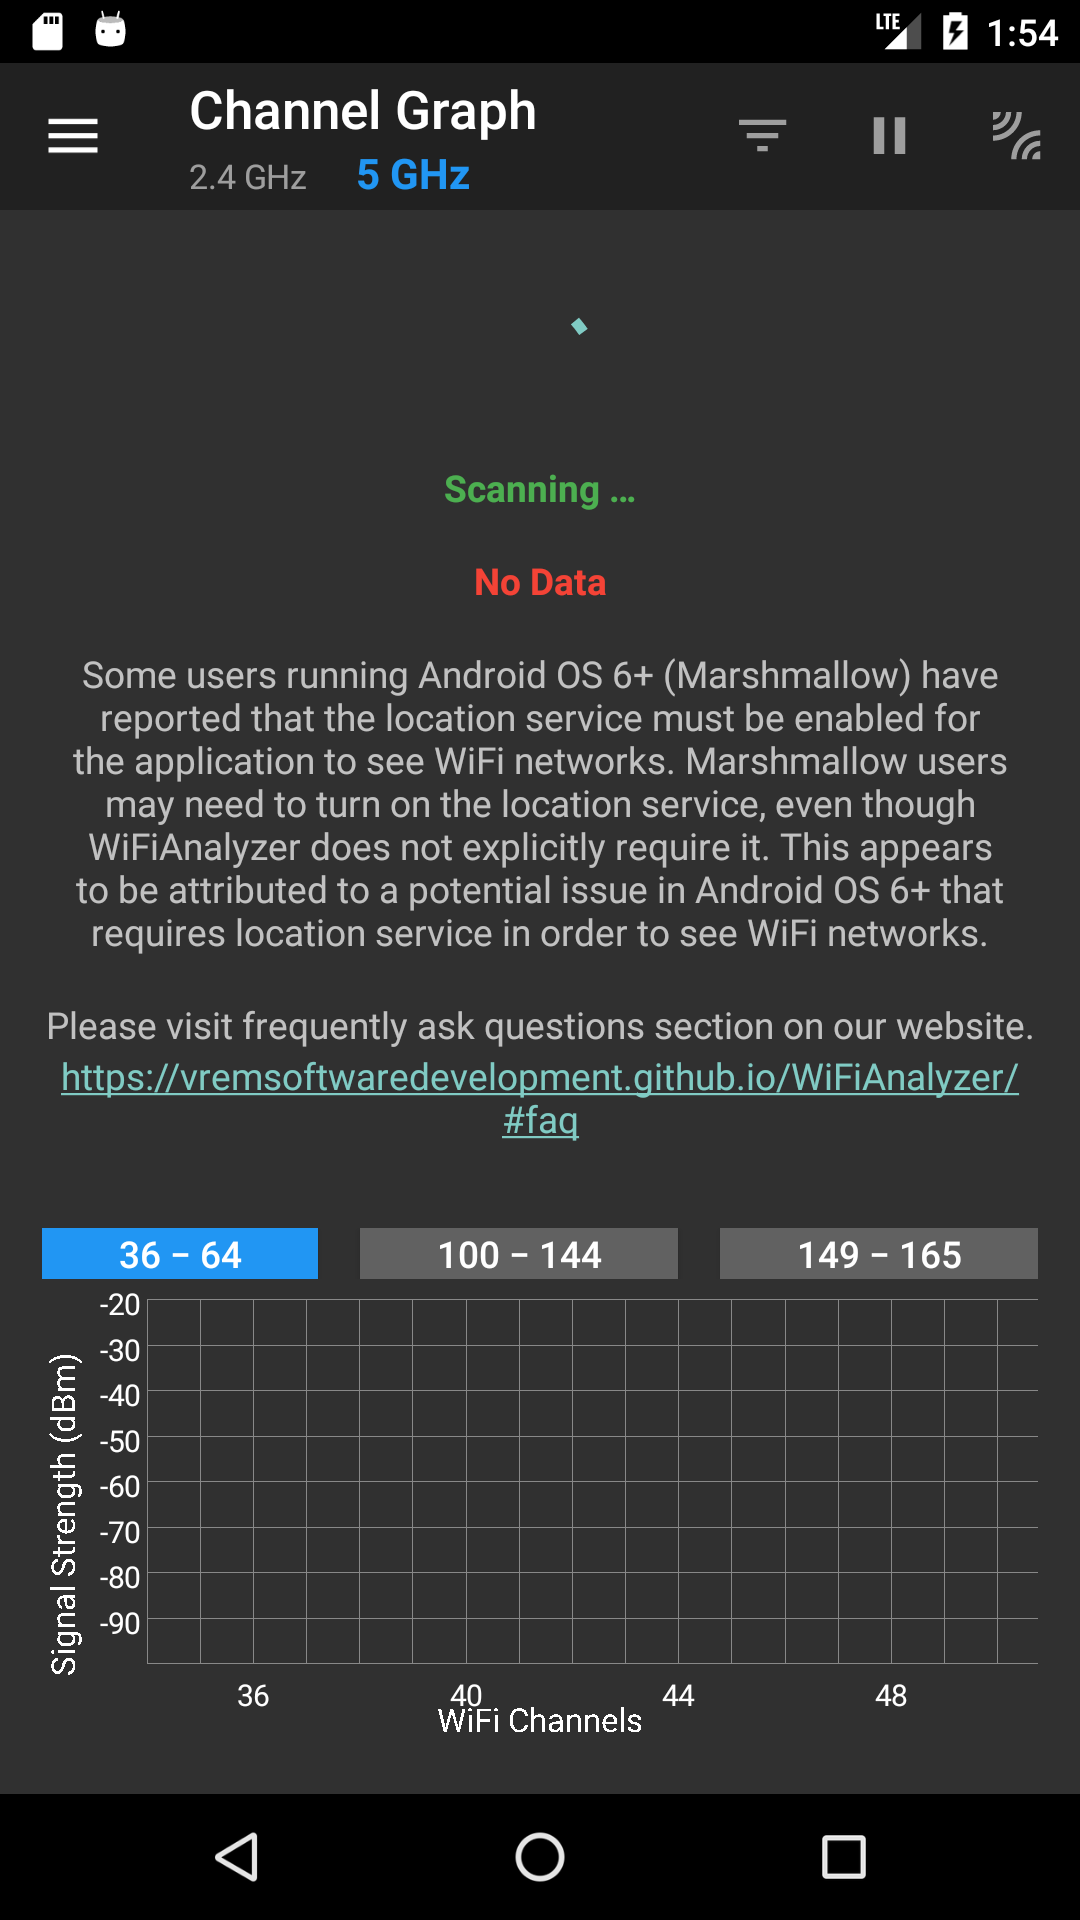 LTE 1:54
Channel Graph
2.4 GHz 5 GHz
Scanning ...
No Data
Some users running Android OS 6+ (Marshmallow) have
reported that the location service must be enabled for
the application to see WiFi networks. Marshmallow users
may need to turn on the location service, even though
WiFiAnalyzer does not explicitly require it. This appears
to be attributed to a potential issue in Android OS 6+ that
requires location service in order to see WiFi networks.
Please visit frequently ask questions section on our website.
https://vremsoftwaredevelopment.github.io/WiFiAnalyzer/
#faq
36 – 64 100 – 144 149 – 165
Signal Strength (dBm)
-20
-30
-40
-50
-60
-70
-80
-90
36 40 44 48
WiFi Channels